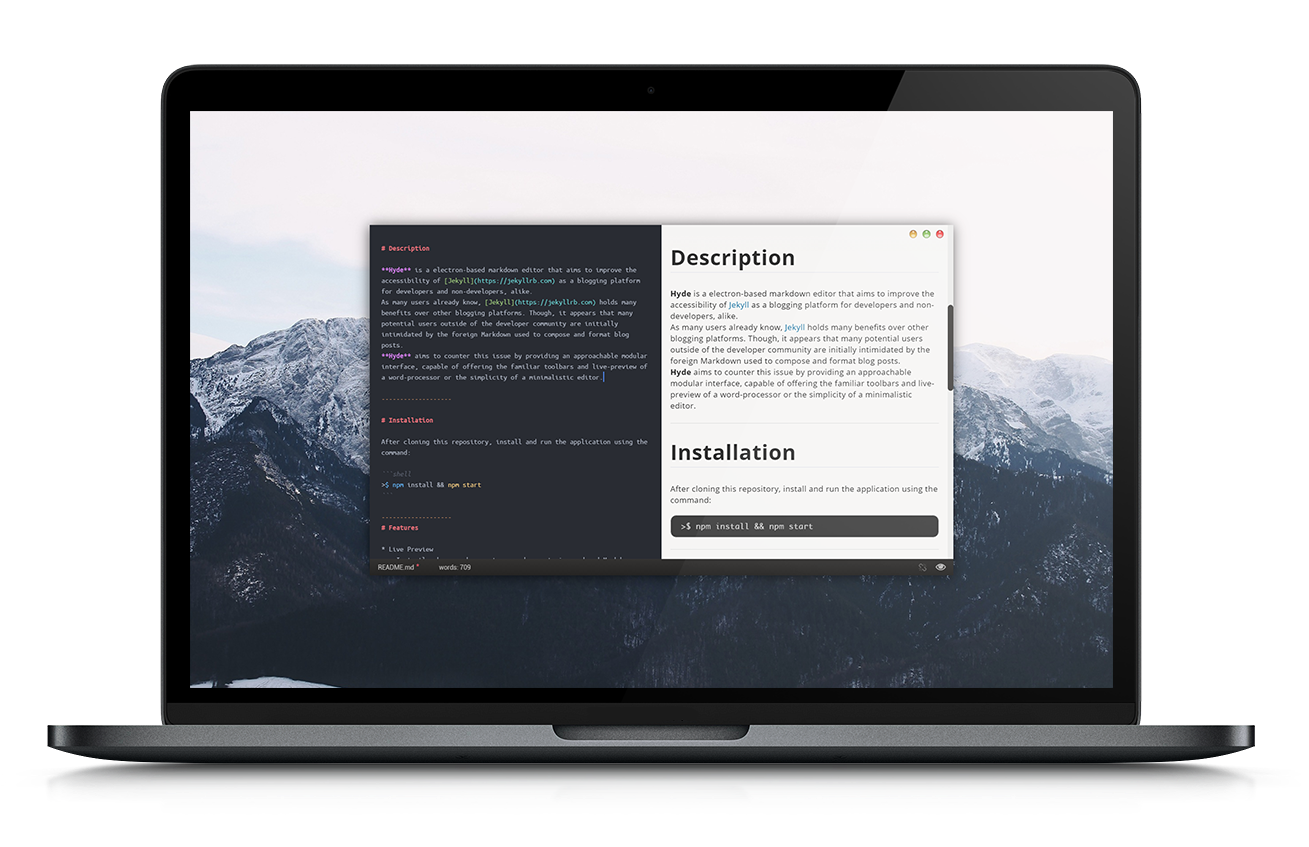 # Description
**Hyde** is a electron-based markdown editor that aims to improve the
accessibility of [Jekyll](https://jekyllrb.com) as a blogging platform
for developers and non-developers, alike.
As many users already know, [Jekyll](https://jekyllrb.com) holds many
benefits over other blogging platforms. Though, it appears that many
potential users outside of the developer community are initially
intimidated by the foreign Markdown used to compose and format blog
posts.
**Hyde** aims to counter this issue by providing an approachable modular
interface, capable of offering the familiar toolbars and live-preview of
a word-processor or the simplicity of a minimalistic editor.
-------------------
# Installation
After cloning this repository, install and run the application using the
command:
```shell
>$ npm install && npm start
```
-------------------
# Features
* Live Preview
README.md *
words: 709
Description
Hyde is a electron-based markdown editor that aims to improve the
accessibility of Jekyll as a blogging platform for developers and non-
developers, alike.
As many users already know, Jekyll holds many benefits over other
blogging platforms. Though, it appears that many potential users
outside of the developer community are initially intimidated by the
foreign Markdown used to compose and format blog posts.
Hyde aims to counter this issue by providing an approachable
modular interface, capable of offering the familiar toolbars and live-
preview of a word-processor or the simplicity of a minimalistic
editor.
Installation
After cloning this repository, install and run the application using the
command:
>$ npm install && npm start